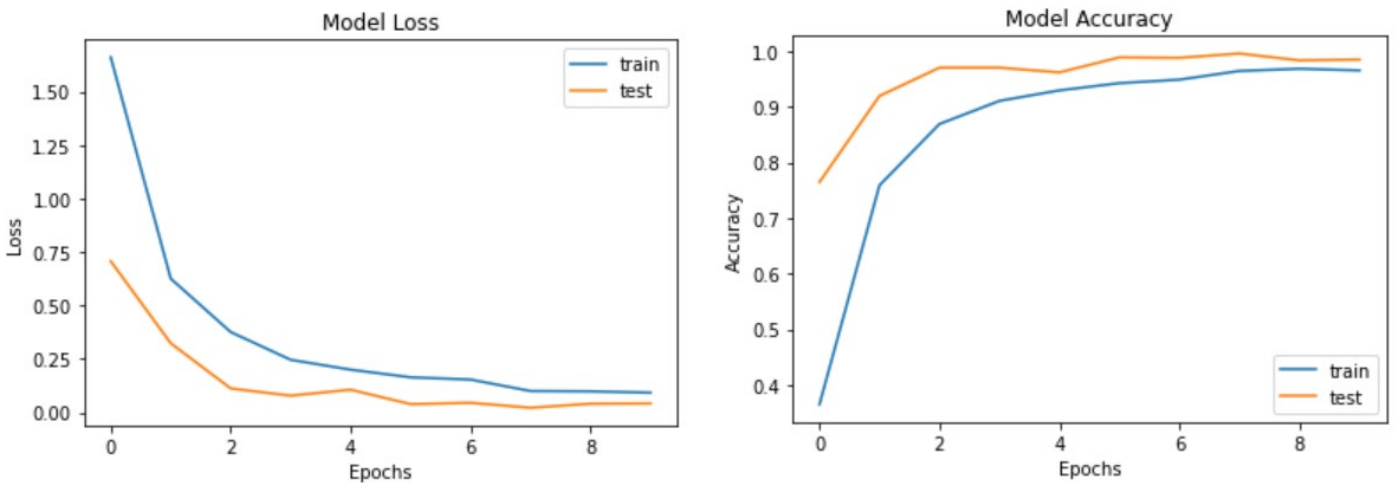 Model Loss
train
test
1.50
1.25
1.00
0.75
0.50
0.25
0.00
Loss
0 2 4 6 8
Epochs
Model Accuracy
1.0
0.9
0.8
0.7
0.6
0.5
0.4
Accuracy
train
test
0 2 4 6 8
Epochs